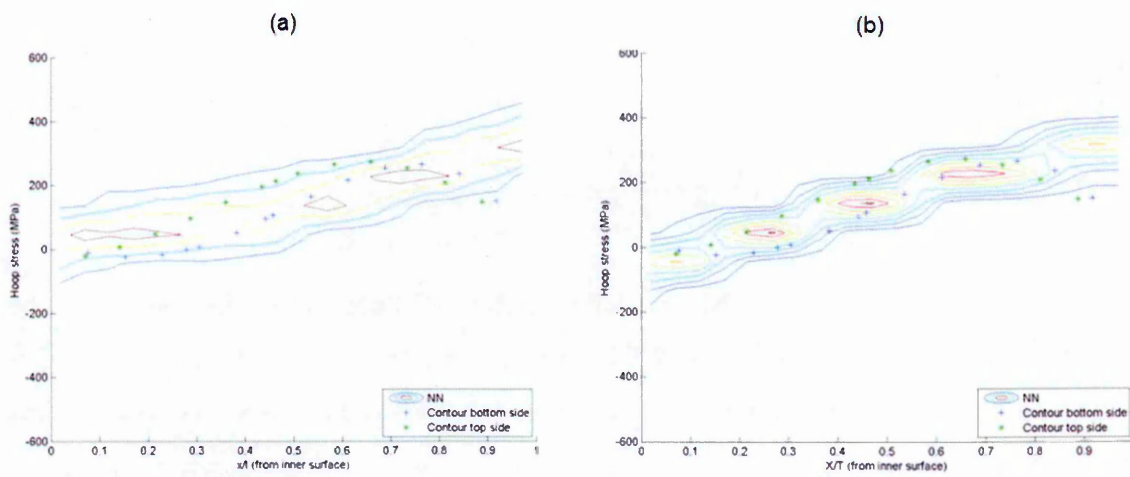 (a)
600
400
200
0
-200
-400
-600
Hoop stress (MPa)
0 0.1 0.2 0.3 0.4 0.5 0.6 0.7 0.8 0.9 1
x/t (from inner surface)
NN
Contour bottom side
Contour top side
(b)
600
400
200
0
-200
-400
-600
Hoop stress (MPa)
0 0.1 0.2 0.3 0.4 0.5 0.6 0.7 0.8 0.9
X/T (from inner surface)
NN
Contour bottom side
Contour top side